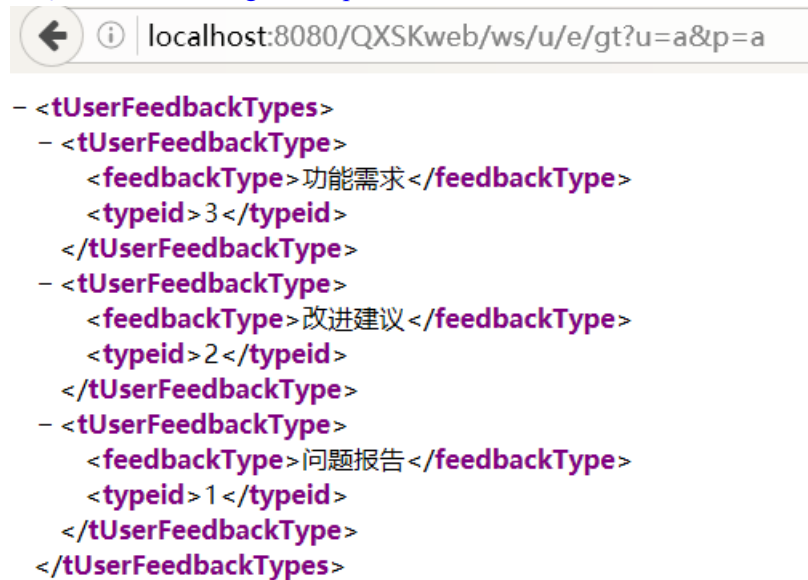 localhost:8080/QXSKweb/ws/u/e/gt?u=a&p=a
– <tUserFeedbackTypes>
– <tUserFeedbackType>
<feedbackType>功能需求</feedbackType>
<typeid>3</typeid>
</tUserFeedbackType>
– <tUserFeedbackType>
<feedbackType>改进建议</feedbackType>
<typeid>2</typeid>
</tUserFeedbackType>
– <tUserFeedbackType>
<feedbackType>问题报告</feedbackType>
<typeid>1</typeid>
</tUserFeedbackType>
</tUserFeedbackTypes>